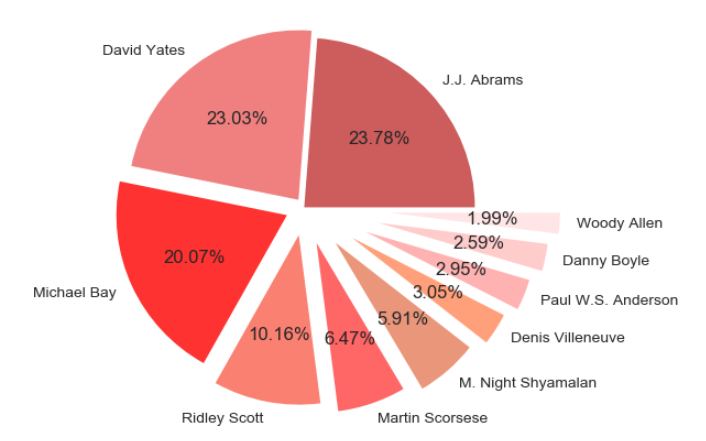 David Yates
J.J. Abrams
23.03%
23.78%
1.99%
Woody Allen
2.59%
Danny Boyle
20.07%
2.95%
Michael Bay
3.05%
Paul W.S. Anderson
5.91%
10.16%
6.47%
Denis Villeneuve
M. Night Shyamalan
Ridley Scott
Martin Scorsese